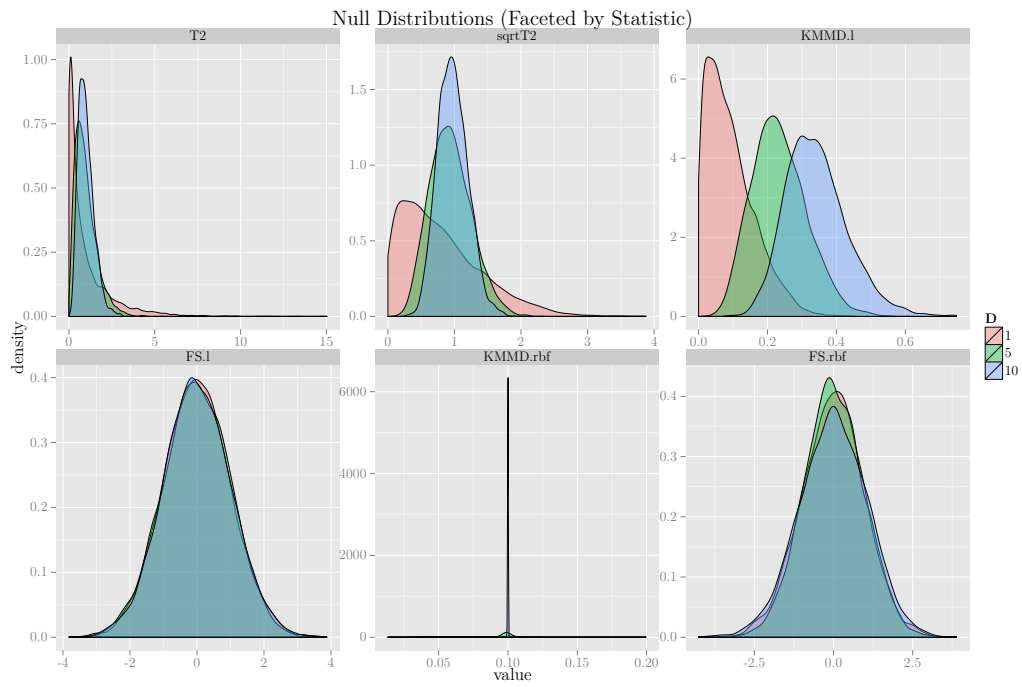 Null Distributions (Faceted by Statistic)
T2 sqrtT2 KMMD.l
1.00
0.75
0.50
0.25
0.00
0 5 10 15
1.5
1.0
0.5
0.0
0 1 2 3 4
6
4
2
0
0.0 0.2 0.4 0.6
density
FS.l KMMD.rbf FS.rbf
0.4
0.3
0.2
0.1
0.0
-4 -2 0 2 4
6000
4000
2000
0
0.05 0.10 0.15 0.20
0.4
0.3
0.2
0.1
0.0
-2.5 0.0 2.5
value
D
1
5
10